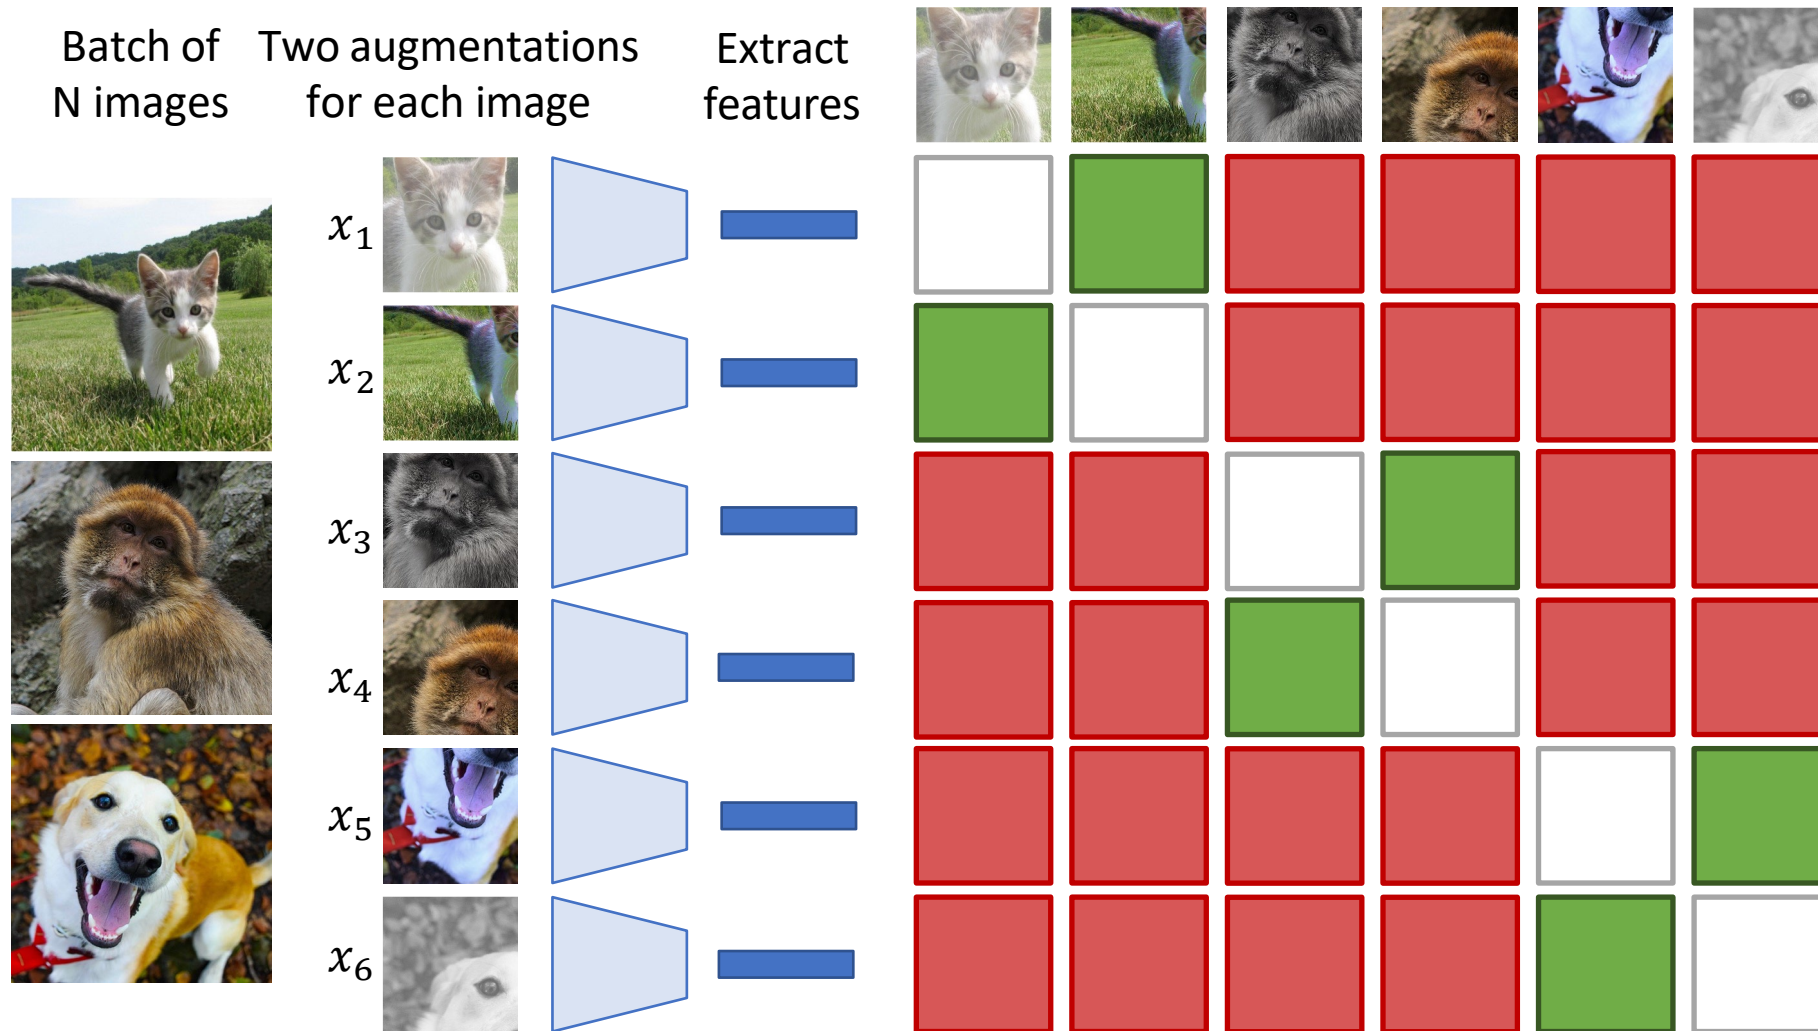 Batch of
N images
Two augmentations
for each image
Extract
features
x₁
x₂
x₃
x₄
x₅
x₆